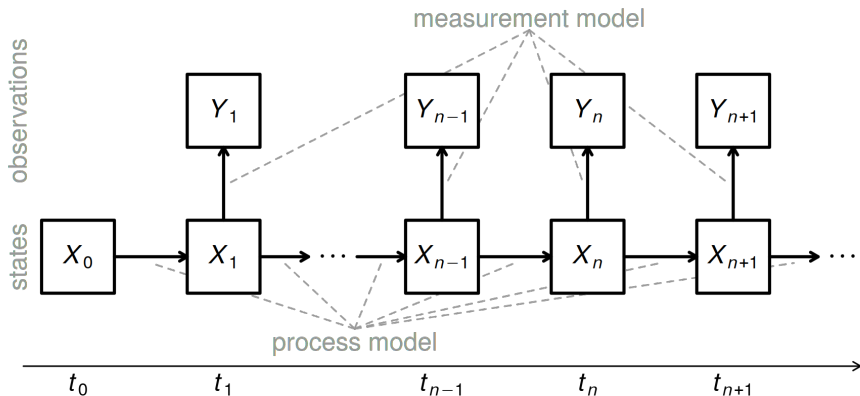 measurement model
observations
Y₁ Yₙ₋₁ Yₙ Yₙ₊₁
states
X₀ X₁ ··· Xₙ₋₁ Xₙ Xₙ₊₁ ···
process model
t₀ t₁ tₙ₋₁ tₙ tₙ₊₁